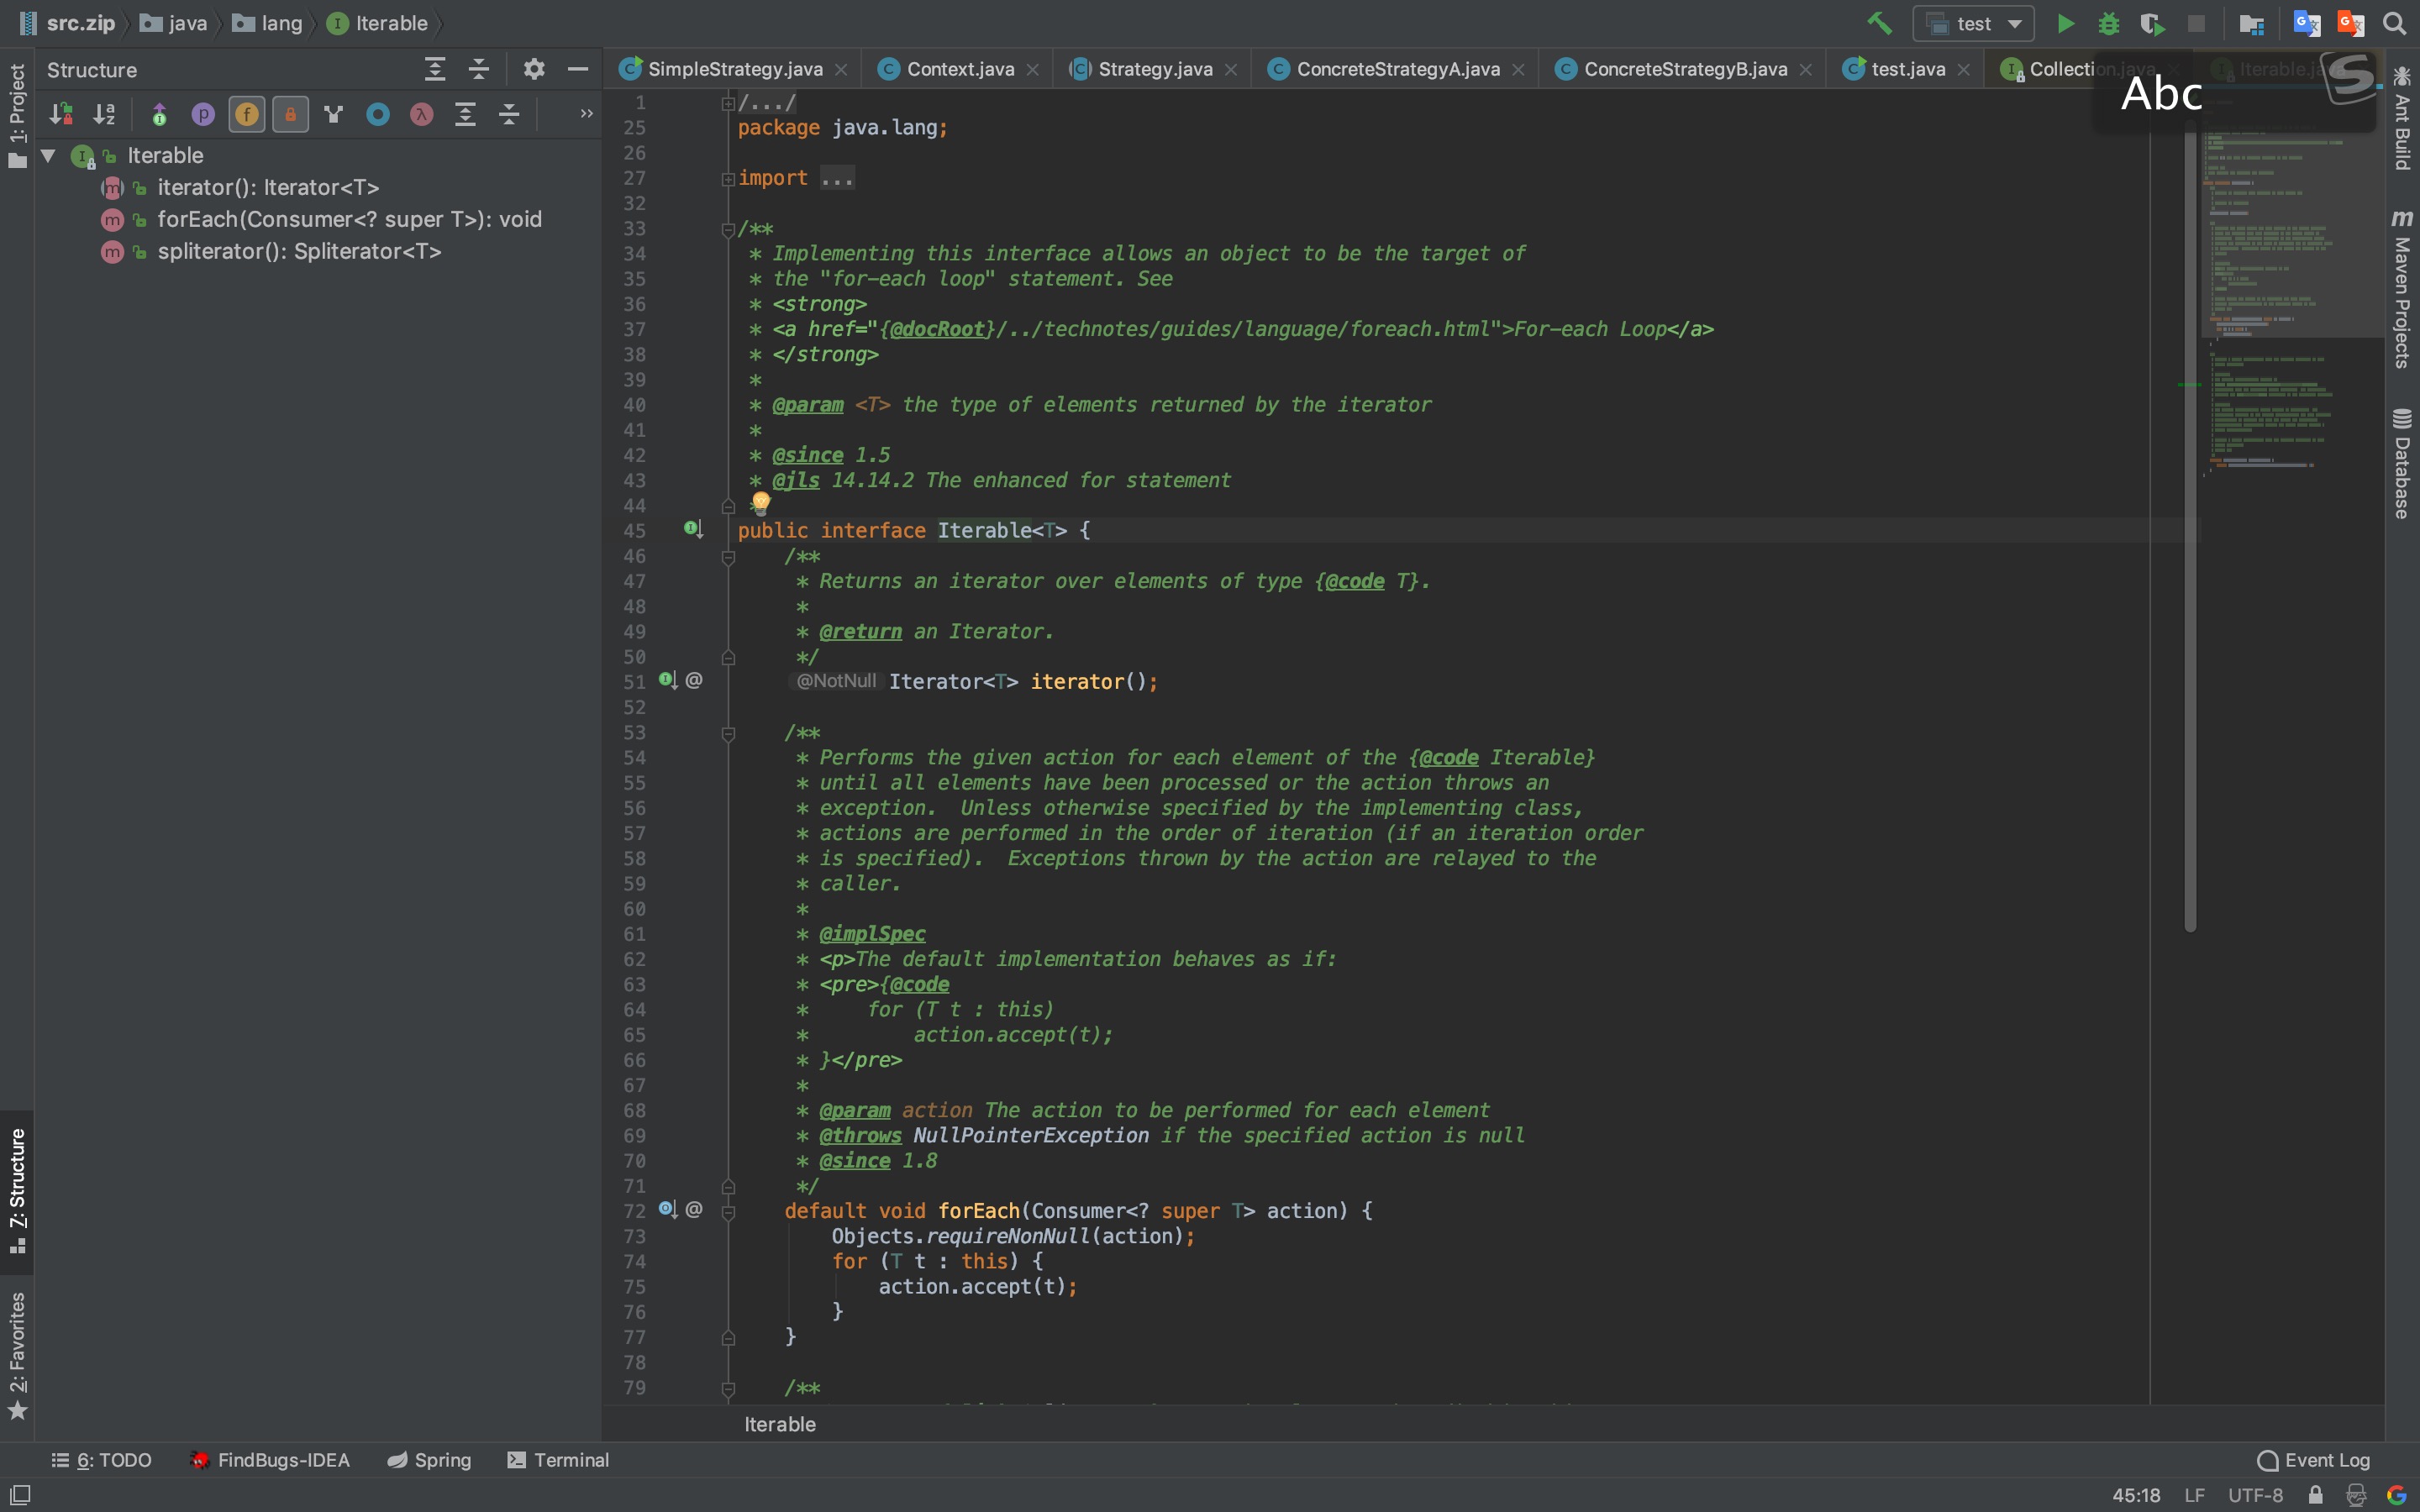 src.zip java lang Iterable
test
1: Project
Structure
Iterable
iterator(): Iterator<T>
forEach(Consumer<? super T>): void
spliterator(): Spliterator<T>
7: Structure
2: Favorites
SimpleStrategy.java Context.java Strategy.java ConcreteStrategyA.java ConcreteStrategyB.java test.java Collection.java Iterable.java
Abc
1 /.../
25 package java.lang;
26
27 import ...
32
33 /**
34 * Implementing this interface allows an object to be the target of
35 * the "for-each loop" statement. See
36 * <strong>
37 * <a href="{@docRoot}/../technotes/guides/language/foreach.html">For-each Loop</a>
38 * </strong>
39 *
40 * @param <T> the type of elements returned by the iterator
41 *
42 * @since 1.5
43 * @jls 14.14.2 The enhanced for statement
44
45 public interface Iterable<T> {
46 /**
47 * Returns an iterator over elements of type {@code T}.
48 *
49 * @return an Iterator.
50 */
51 @ @NotNull Iterator<T> iterator();
52
53 /**
54 * Performs the given action for each element of the {@code Iterable}
55 * until all elements have been processed or the action throws an
56 * exception.  Unless otherwise specified by the implementing class,
57 * actions are performed in the order of iteration (if an iteration order
58 * is specified).  Exceptions thrown by the action are relayed to the
59 * caller.
60 *
61 * @implSpec
62 * <p>The default implementation behaves as if:
63 * <pre>{@code
64 *     for (T t : this)
65 *         action.accept(t);
66 * }</pre>
67 *
68 * @param action The action to be performed for each element
69 * @throws NullPointerException if the specified action is null
70 * @since 1.8
71 */
72 @ default void forEach(Consumer<? super T> action) {
73 Objects.requireNonNull(action);
74 for (T t : this) {
75 action.accept(t);
76 }
77 }
78
79 /**
Iterable
Ant Build
m Maven Projects
Database
6: TODO FindBugs-IDEA Spring Terminal Event Log
45:18 LF UTF-8